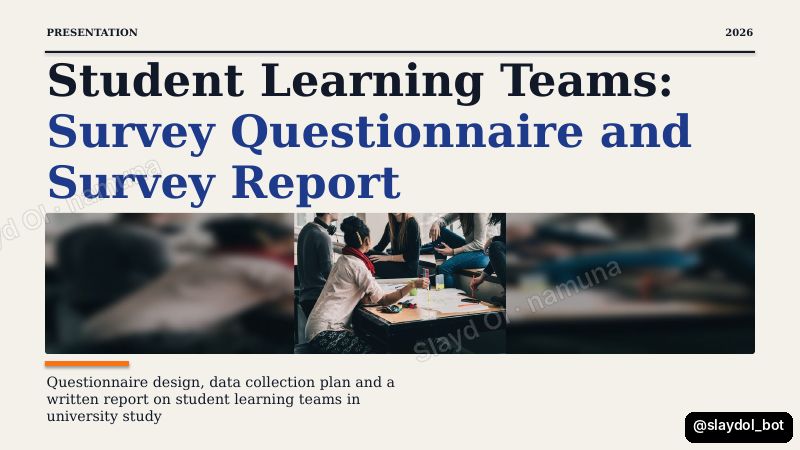 PRESENTATION
2026
Student Learning Teams:
Survey Questionnaire and
Survey Report
Slayd Ol · namuna
yd Ol · namuna
Questionnaire design, data collection plan and a
written report on student learning teams in
university study
@slaydol_bot